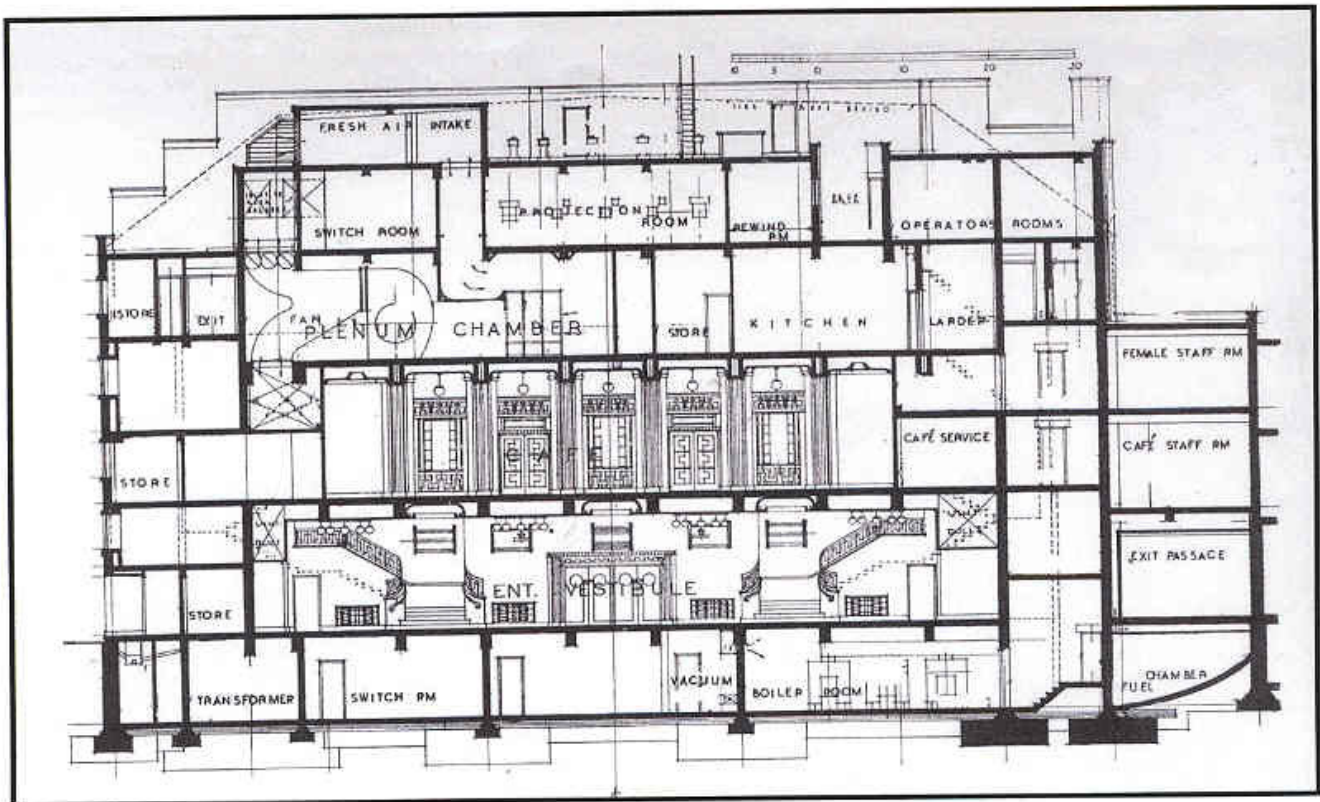 FRESH AIR INTAKE
PROJECTION ROOM
SWITCH ROOM
REWIND RM
OPERATORS ROOMS
STORE
EXIT
FAN
PLENUM CHAMBER
STORE
KITCHEN
LARDER
FEMALE STAFF RM
CAFE
CAFÉ SERVICE
CAFÉ STAFF RM
STORE
ENT. VESTIBULE
EXIT PASSAGE
STORE
TRANSFORMER
SWITCH RM
VACUUM
BOILER ROOM
FUEL CHAMBER